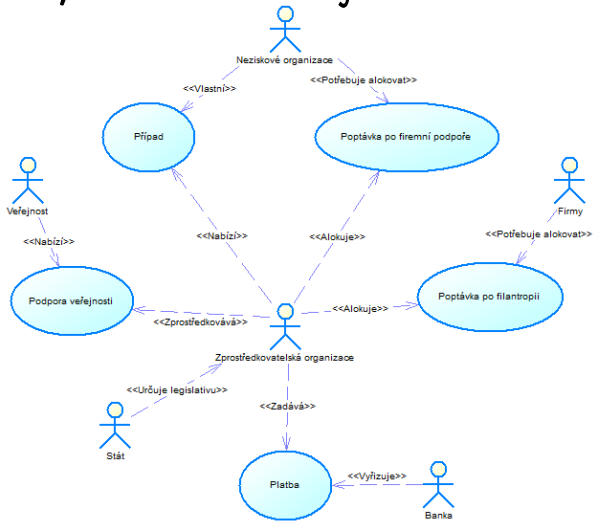 Neziskové organizace
<<Vlastní>>
<<Potřebuje alokovat>>
Případ
Poptávka po firemní podpoře
Veřejnost
Firmy
<<Nabízí>>
<<Nabízí>>
<<Alokuje>>
<<Potřebuje alokovat>>
Podpora veřejnosti
Poptávka po filantropii
<<Zprostředkovává>>
<<Alokuje>>
Zprostředkovatelská organizace
<<Určuje legislativu>>
<<Zadává>>
Stát
Platba
<<Vyřizuje>>
Banka